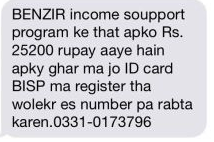 BENZIR income soupport
program ke that apko Rs.
25200 rupay aaye hain
apky ghar ma jo ID card
BISP ma register tha
wolekr es number pa rabta
karen.0331-0173796